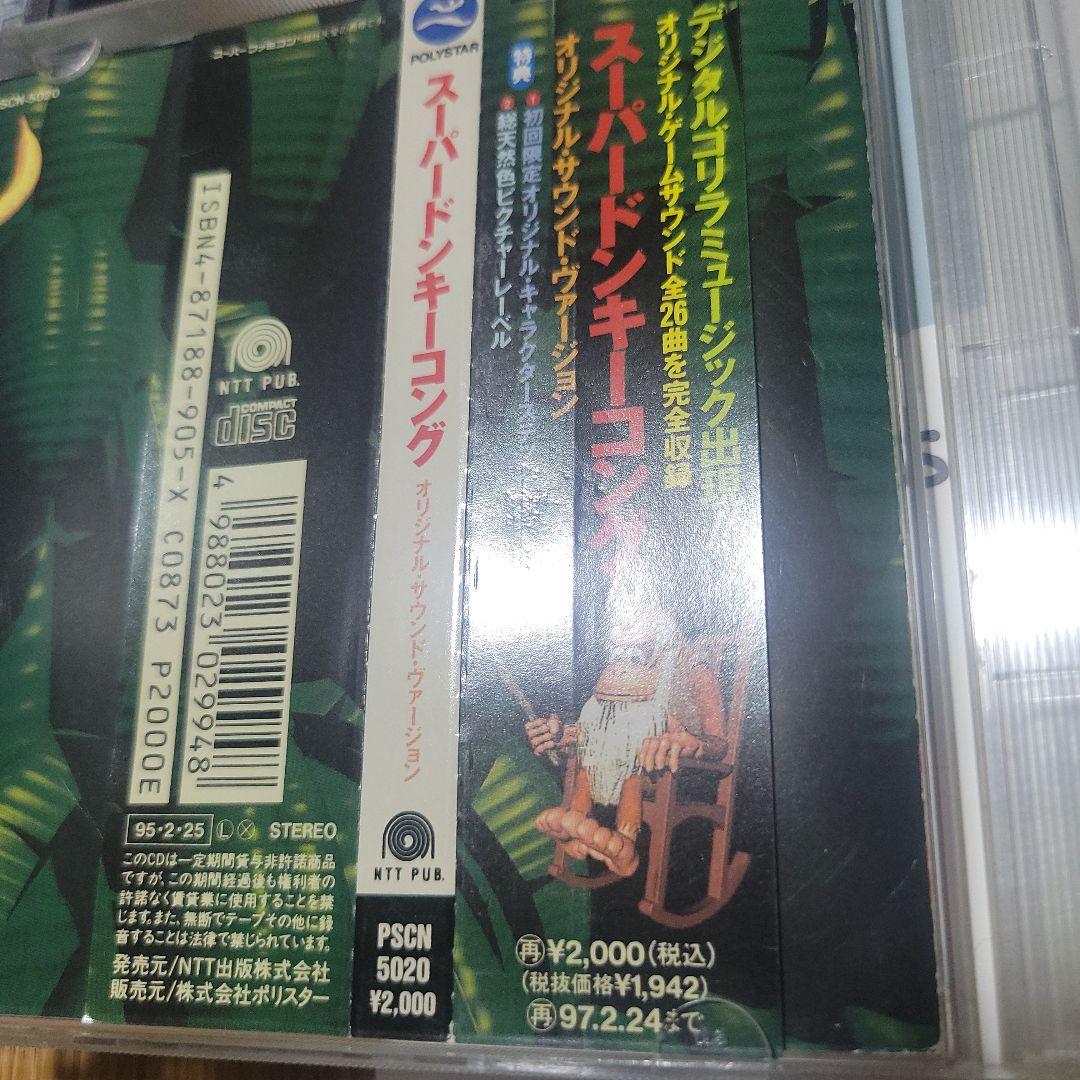 デジタルゴリラミュージック出現
オリジナル・ゲームサウンド全26曲を完全収録
スーパードンキーコング
オリジナル・サウンド・ヴァージョン
特典
①初回限定オリジナル・キャラクター
②総天然色ピクチャーレーベル
再¥2,000(税込)
(税抜価格¥1,942)
再97.2.24まで
POLYSTAR
スーパードンキーコング
オリジナル・サウンド・ヴァージョン
NTT PUB.
PSCN
5020
¥2,000
スーパーファミコン
SCN-5020
ISBN4-87188-905-X C0873 P2000E
NTT PUB.
COMPACT
disc
4 988023 029948
95・2・25 Ⓛ Ⓧ STEREO
このCDは一定期間貸与非許諾商品
ですが、この期間経過後も権利者の
許諾なく賃貸業に使用することを禁
じます。また、無断でテープその他に録
音することは法律で禁じられています。
発売元/NTT出版株式会社
販売元/株式会社ポリスター
S